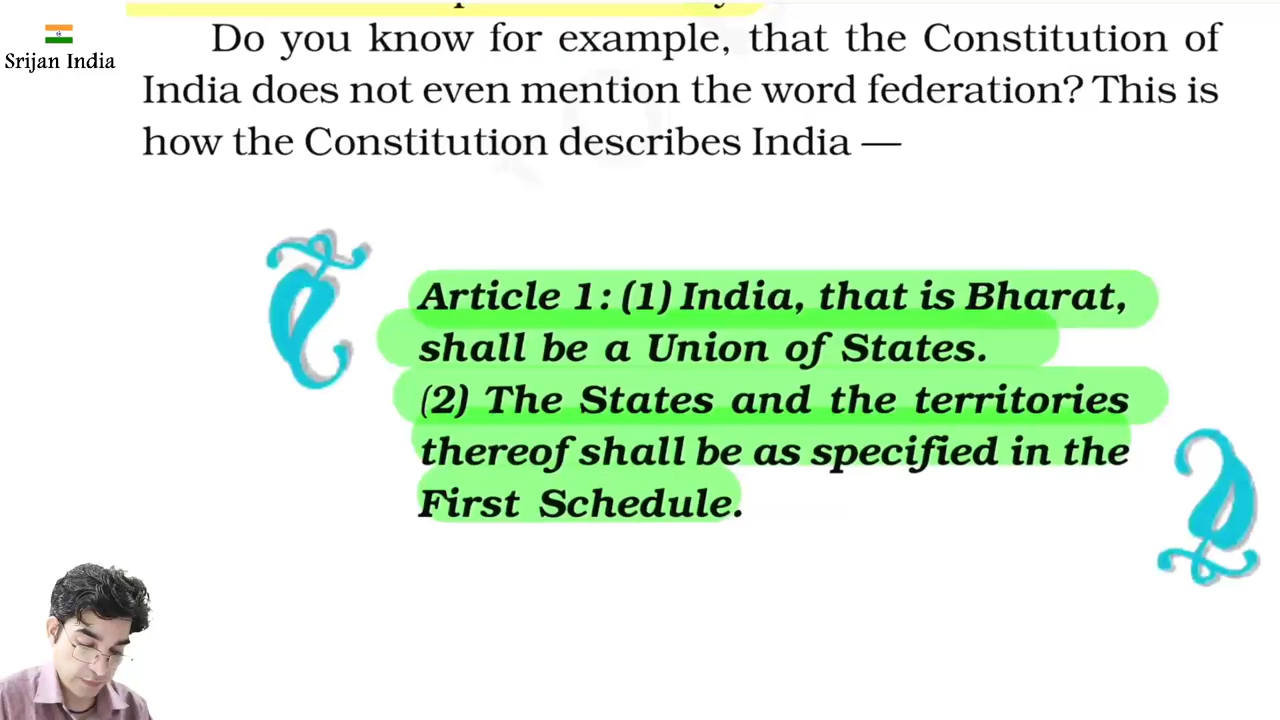 Srijan India
Do you know for example, that the Constitution of
India does not even mention the word federation? This is
how the Constitution describes India —
Article 1: (1) India, that is Bharat,
shall be a Union of States.
(2) The States and the territories
thereof shall be as specified in the
First Schedule.